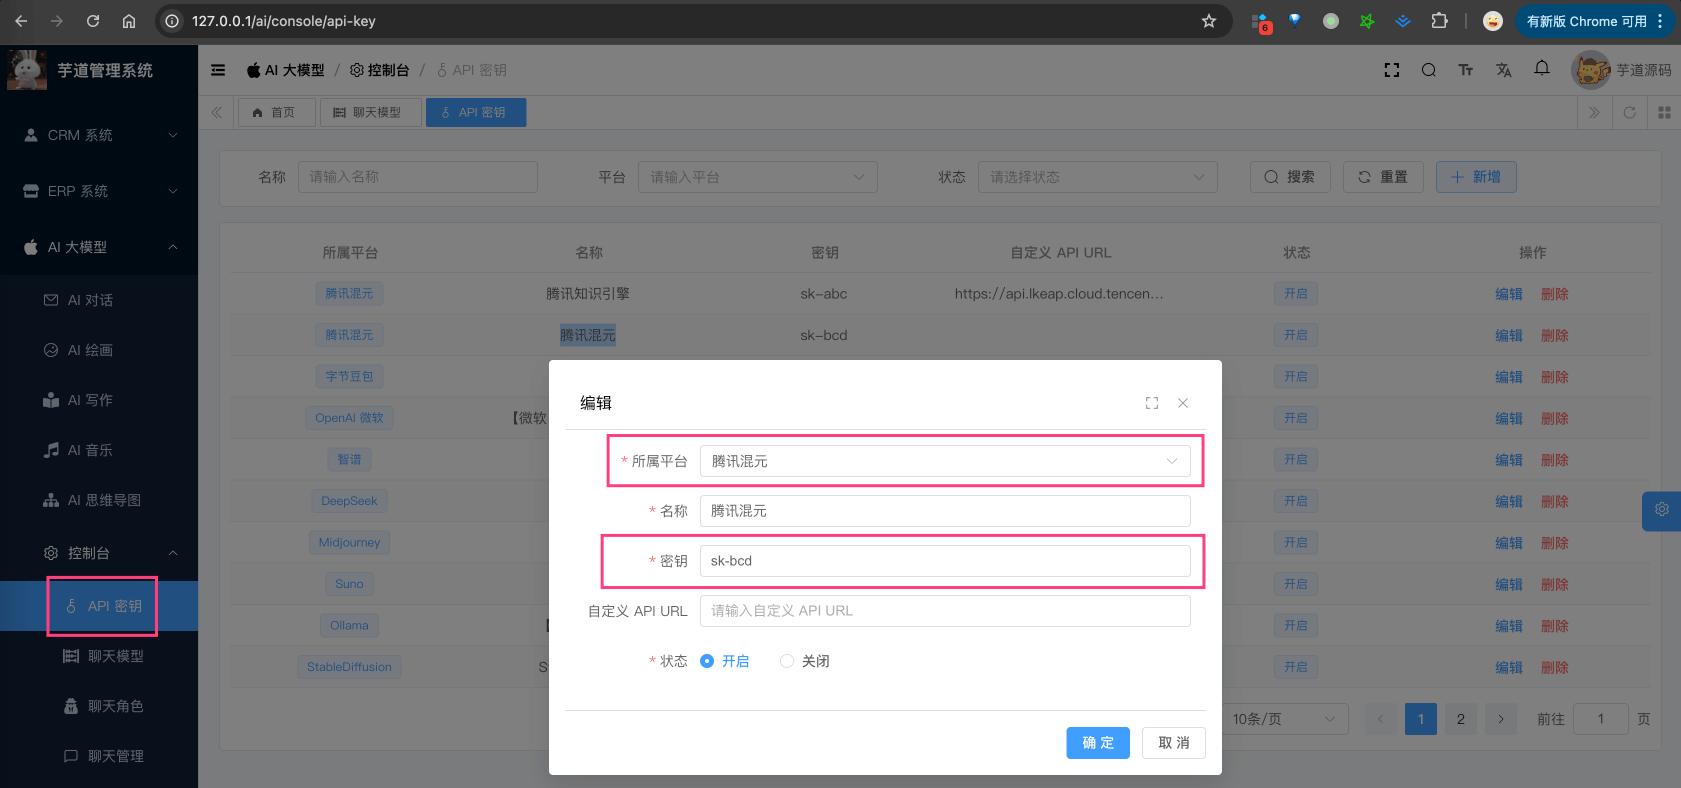 127.0.0.1/ai/console/api-key
6
有新版 Chrome 可用
芋道管理系统
AI 大模型 / 控制台 / API 密钥
芋道源码
首页
聊天模型
API 密钥
CRM 系统
ERP 系统
AI 大模型
AI 对话
AI 绘画
AI 写作
AI 音乐
AI 思维导图
控制台
API 密钥
聊天模型
聊天角色
聊天管理
名称 请输入名称 平台 请输入平台 状态 请选择状态 搜索 重置 新增
所属平台 名称 密钥 自定义 API URL 状态 操作
腾讯混元 腾讯知识引擎 sk-abc https://api.lkeap.cloud.tencen... 开启 编辑 删除
腾讯混元 腾讯混元 sk-bcd 开启 编辑 删除
字节豆包 开启 编辑 删除
OpenAI 微软 【微软 开启 编辑 删除
智谱 开启 编辑 删除
DeepSeek 开启 编辑 删除
Midjourney 开启 编辑 删除
Suno 开启 编辑 删除
Ollama 开启 编辑 删除
StableDiffusion 开启 编辑 删除
10条/页 1 2 前往 1 页
编辑
* 所属平台 腾讯混元
* 名称 腾讯混元
* 密钥 sk-bcd
自定义 API URL 请输入自定义 API URL
* 状态 开启 关闭
确 定 取 消